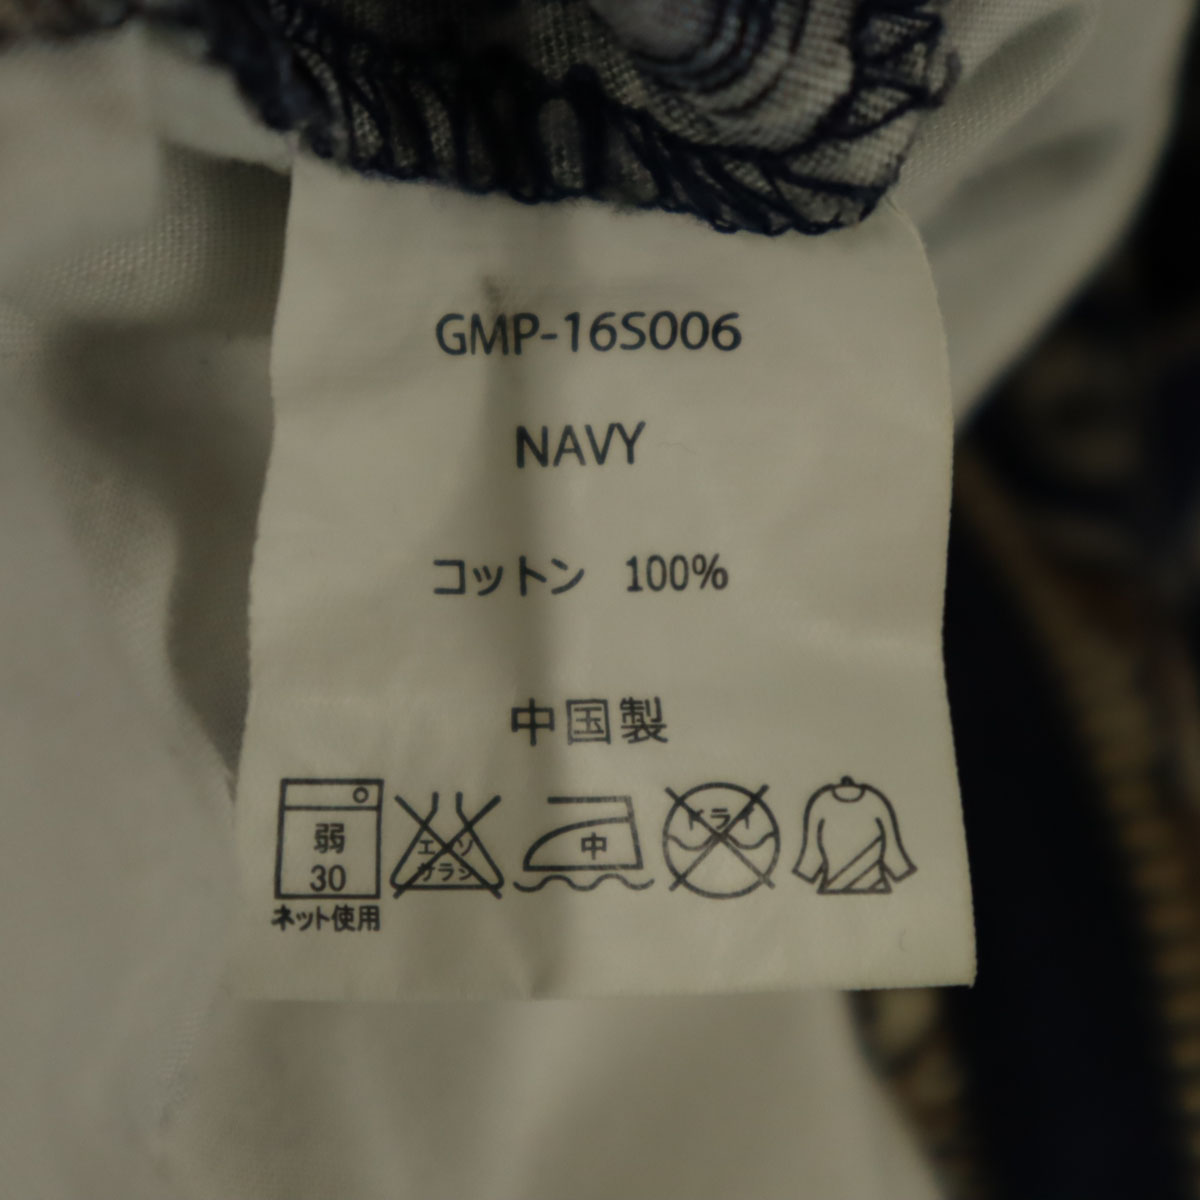 GMP-16S006
NAVY
コットン 100%
中国製
弱
30
ネット使用
エンソ
サラシ
中
ドライ